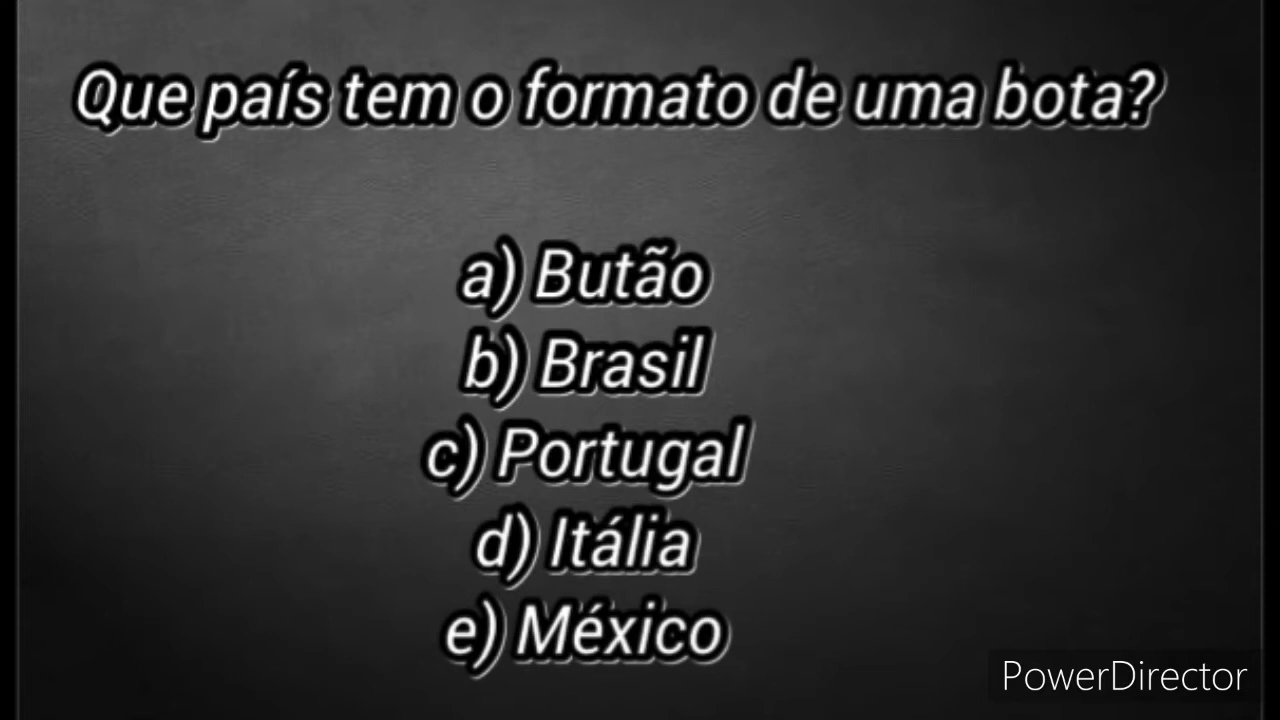 Que país tem o formato de uma bota?
a) Butão
b) Brasil
c) Portugal
d) Itália
e) México
PowerDirector